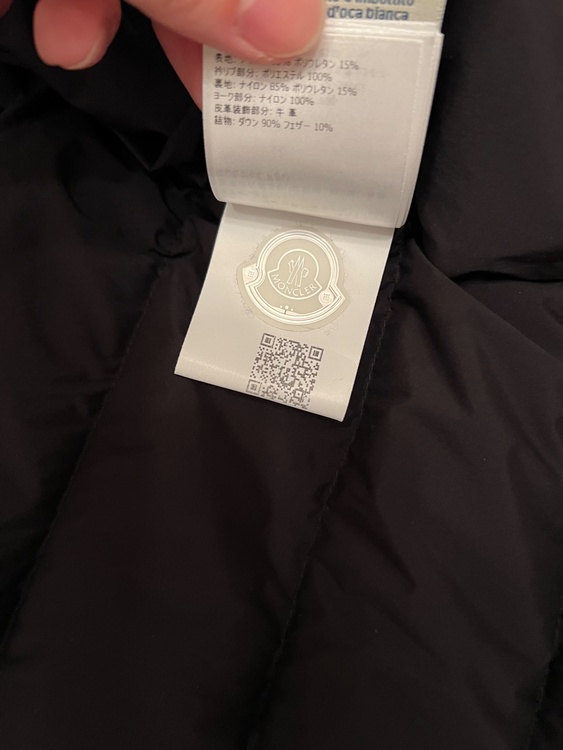 d'oca bianca
ポリウレタン 15%
衿リブ部分: ポリエステル 100%
裏地: ナイロン 85% ポリウレタン 15%
ヨーク部分: ナイロン 100%
皮革装飾部分: 牛 革
詰物: ダウン 90% フェザー 10%
MONCLER